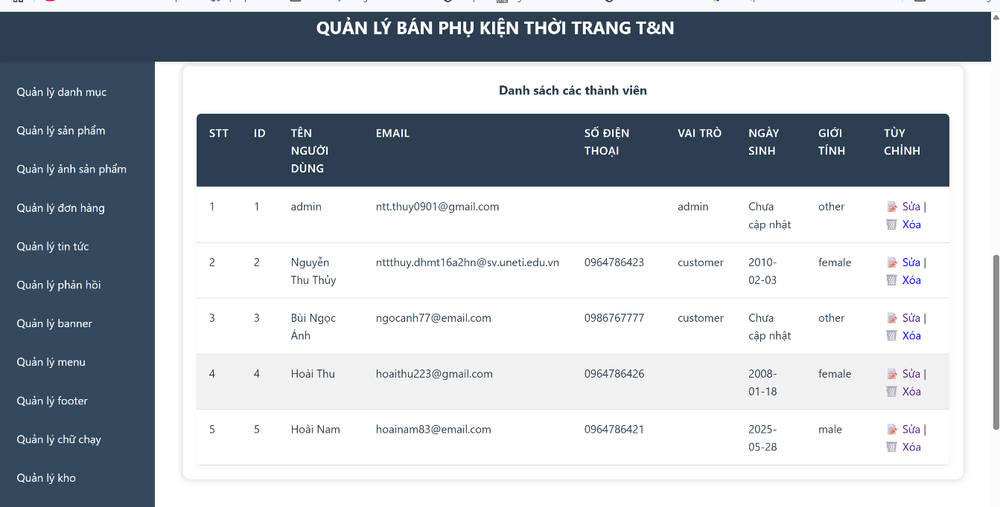 QUẢN LÝ BÁN PHỤ KIỆN THỜI TRANG T&N
Quản lý danh mục
Quản lý sản phẩm
Quản lý ảnh sản phẩm
Quản lý đơn hàng
Quản lý tin tức
Quản lý phản hồi
Quản lý banner
Quản lý menu
Quản lý footer
Quản lý chữ chạy
Quản lý kho
Danh sách các thành viên
STT ID TÊN NGƯỜI DÙNG EMAIL SỐ ĐIỆN THOẠI VAI TRÒ NGÀY SINH GIỚI TÍNH TÙY CHỈNH
1 1 admin ntt.thuy0901@gmail.com admin Chưa cập nhật other Sửa | Xóa
2 2 Nguyễn Thu Thủy nttthuy.dhmt16a2hn@sv.uneti.edu.vn 0964786423 customer 2010-02-03 female Sửa | Xóa
3 3 Bùi Ngọc Ánh ngocanh77@email.com 0986767777 customer Chưa cập nhật other Sửa | Xóa
4 4 Hoài Thu hoaithu223@gmail.com 0964786426 2008-01-18 female Sửa | Xóa
5 5 Hoài Nam hoainam83@email.com 0964786421 2025-05-28 male Sửa | Xóa